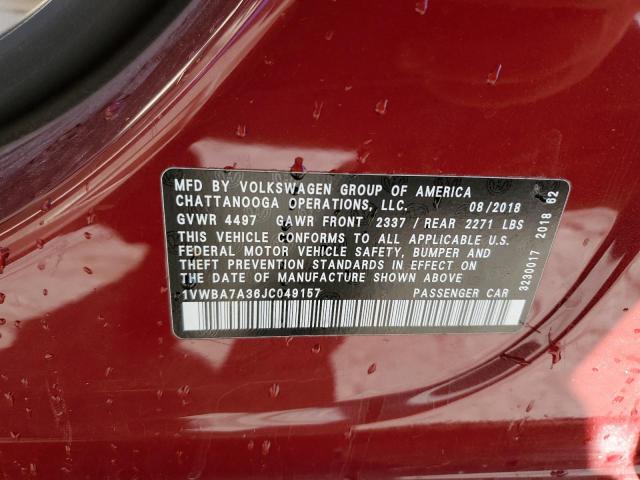 MFD BY VOLKSWAGEN GROUP OF AMERICA
CHATTANOOGA OPERATIONS, LLC. 08/2018
GVWR 4497 GAWR FRONT 2337 / REAR 2271 LBS
THIS VEHICLE CONFORMS TO ALL APPLICABLE U.S.
FEDERAL MOTOR VEHICLE SAFETY, BUMPER AND
THEFT PREVENTION STANDARDS IN EFFECT ON
THE DATE OF MANUFACTURE SHOWN ABOVE
1VWBA7A36JC049157 PASSENGER CAR
3230017 2018 62